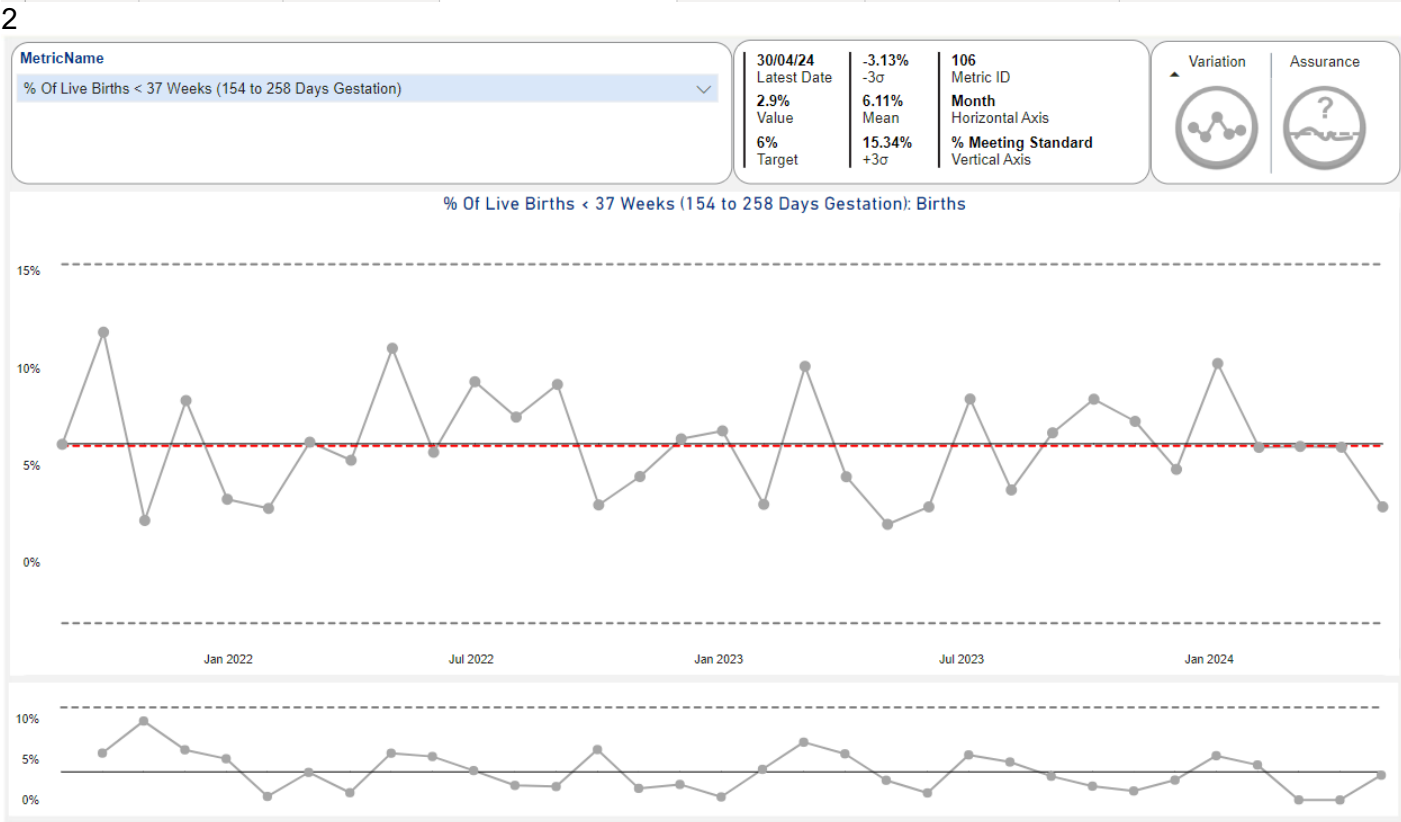 2
MetricName
% Of Live Births < 37 Weeks (154 to 258 Days Gestation)
30/04/24
Latest Date
2.9%
Value
6%
Target
-3.13%
-3σ
6.11%
Mean
15.34%
+3σ
106
Metric ID
Month
Horizontal Axis
% Meeting Standard
Vertical Axis
Variation
Assurance
?
% Of Live Births < 37 Weeks (154 to 258 Days Gestation): Births
15%
10%
5%
0%
Jan 2022
Jul 2022
Jan 2023
Jul 2023
Jan 2024
10%
5%
0%